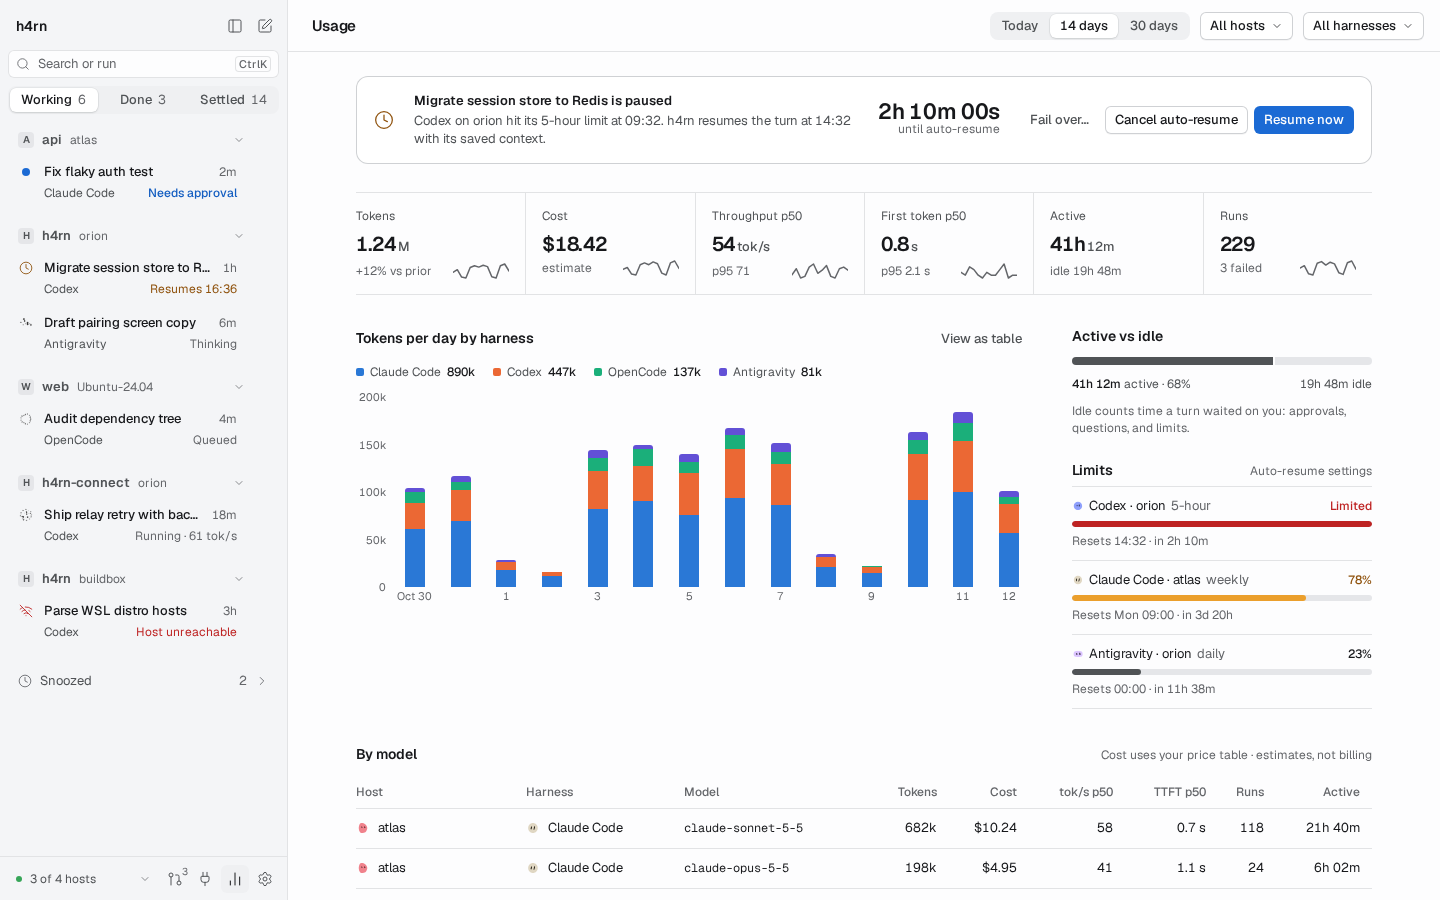 h4rn
Search or run
CtrlK
Working 6
Done 3
Settled 14
A api atlas
Fix flaky auth test 2m
Claude Code Needs approval
H h4rn orion
Migrate session store to R... 1h
Codex Resumes 16:36
Draft pairing screen copy 6m
Antigravity Thinking
W web Ubuntu-24.04
Audit dependency tree 4m
OpenCode Queued
H h4rn-connect orion
Ship relay retry with bac... 18m
Codex Running · 61 tok/s
H h4rn buildbox
Parse WSL distro hosts 3h
Codex Host unreachable
Snoozed 2
3 of 4 hosts
3
Usage
Today
14 days
30 days
All hosts
All harnesses
Migrate session store to Redis is paused
Codex on orion hit its 5-hour limit at 09:32. h4rn resumes the turn at 14:32
with its saved context.
2h 10m 00s
until auto-resume
Fail over...
Cancel auto-resume
Resume now
Tokens
1.24 M
+12% vs prior
Cost
$18.42
estimate
Throughput p50
54 tok/s
p95 71
First token p50
0.8 s
p95 2.1 s
Active
41h 12m
idle 19h 48m
Runs
229
3 failed
Tokens per day by harness
View as table
Claude Code 890k
Codex 447k
OpenCode 137k
Antigravity 81k
200k
150k
100k
50k
0
Oct 30 1 3 5 7 9 11 12
Active vs idle
41h 12m active · 68% 19h 48m idle
Idle counts time a turn waited on you: approvals,
questions, and limits.
Limits Auto-resume settings
Codex · orion 5-hour Limited
Resets 14:32 · in 2h 10m
Claude Code · atlas weekly 78%
Resets Mon 09:00 · in 3d 20h
Antigravity · orion daily 23%
Resets 00:00 · in 11h 38m
By model
Cost uses your price table · estimates, not billing
Host Harness Model Tokens Cost tok/s p50 TTFT p50 Runs Active
atlas Claude Code claude-sonnet-5-5 682k $10.24 58 0.7 s 118 21h 40m
atlas Claude Code claude-opus-5-5 198k $4.95 41 1.1 s 24 6h 02m